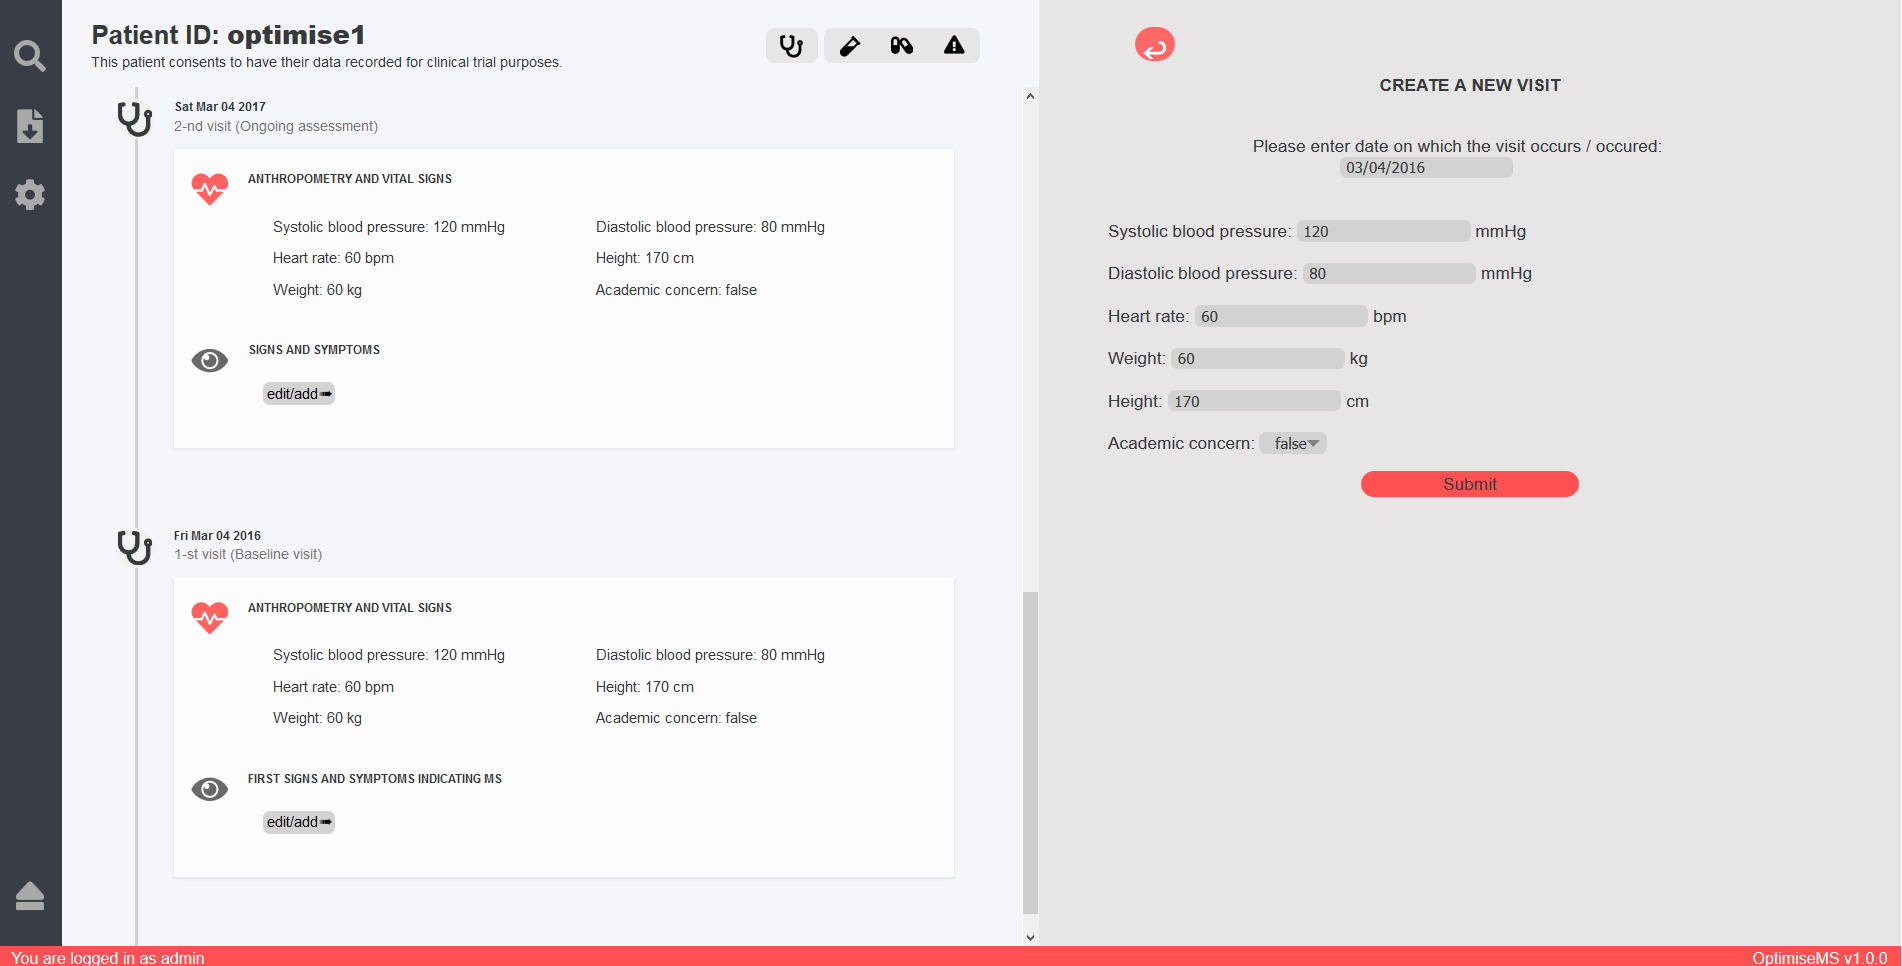 Patient ID: optimise1
This patient consents to have their data recorded for clinical trial purposes.
Sat Mar 04 2017
2-nd visit (Ongoing assessment)
ANTHROPOMETRY AND VITAL SIGNS
Systolic blood pressure: 120 mmHg
Diastolic blood pressure: 80 mmHg
Heart rate: 60 bpm
Height: 170 cm
Weight: 60 kg
Academic concern: false
SIGNS AND SYMPTOMS
edit/add➠
Fri Mar 04 2016
1-st visit (Baseline visit)
ANTHROPOMETRY AND VITAL SIGNS
Systolic blood pressure: 120 mmHg
Diastolic blood pressure: 80 mmHg
Heart rate: 60 bpm
Height: 170 cm
Weight: 60 kg
Academic concern: false
FIRST SIGNS AND SYMPTOMS INDICATING MS
edit/add➠
CREATE A NEW VISIT
Please enter date on which the visit occurs / occured:
03/04/2016
Systolic blood pressure: 120 mmHg
Diastolic blood pressure: 80 mmHg
Heart rate: 60 bpm
Weight: 60 kg
Height: 170 cm
Academic concern: false
Submit
You are logged in as admin
OptimiseMS v1.0.0